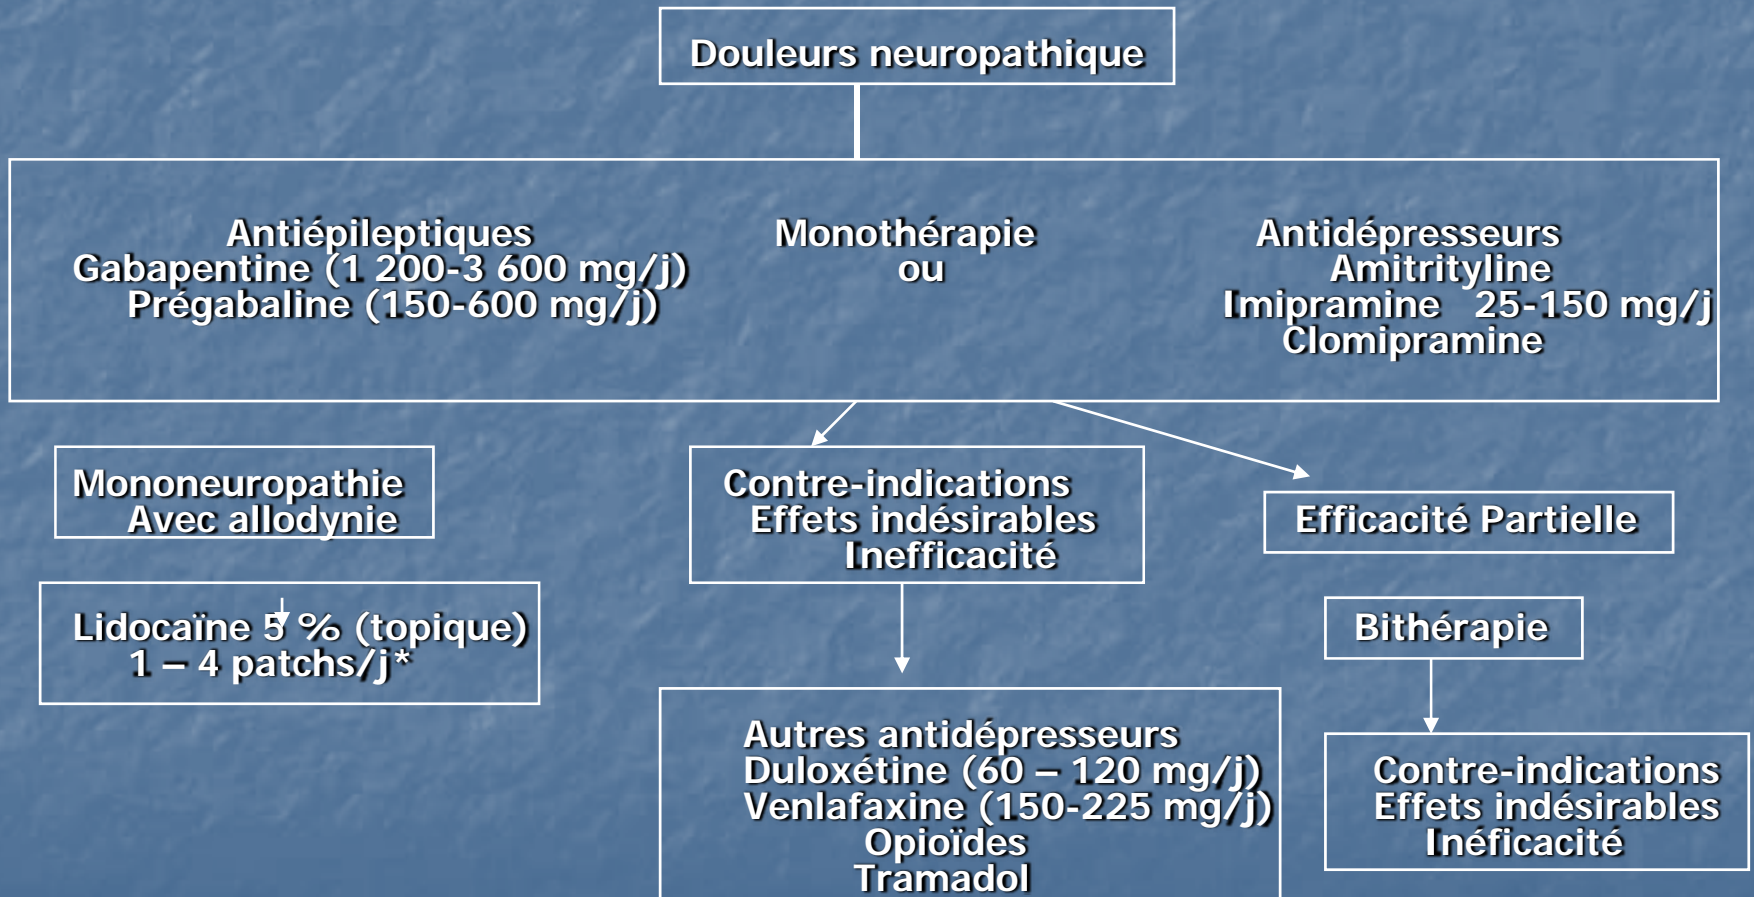 Douleurs neuropathique
Antiépileptiques
Gabapentine (1 200-3 600 mg/j)
Prégabaline (150-600 mg/j)
Monothérapie
ou
Antidépresseurs
Amitrityline
Imipramine 25-150 mg/j
Clomipramine
Mononeuropathie
Avec allodynie
Lidocaïne 5 % (topique)
1 – 4 patchs/j*
Contre-indications
Effets indésirables
Inefficacité
Autres antidépresseurs
Duloxétine (60 – 120 mg/j)
Venlafaxine (150-225 mg/j)
Opioïdes
Tramadol
Efficacité Partielle
Bithérapie
Contre-indications
Effets indésirables
Inéficacité